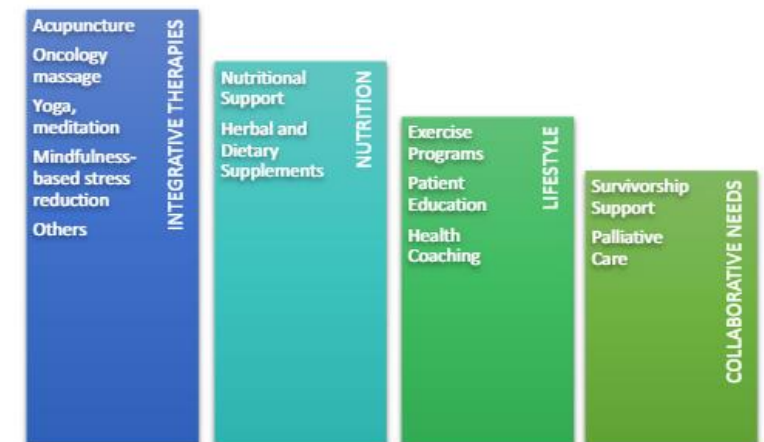 Acupuncture
Oncology
massage
Yoga,
meditation
Mindfulness-
based stress
reduction
Others
INTEGRATIVE THERAPIES
Nutritional
Support
Herbal and
Dietary
Supplements
NUTRITION
Exercise
Programs
Patient
Education
Health
Coaching
LIFESTYLE
Survivorship
Support
Palliative
Care
COLLABORATIVE NEEDS